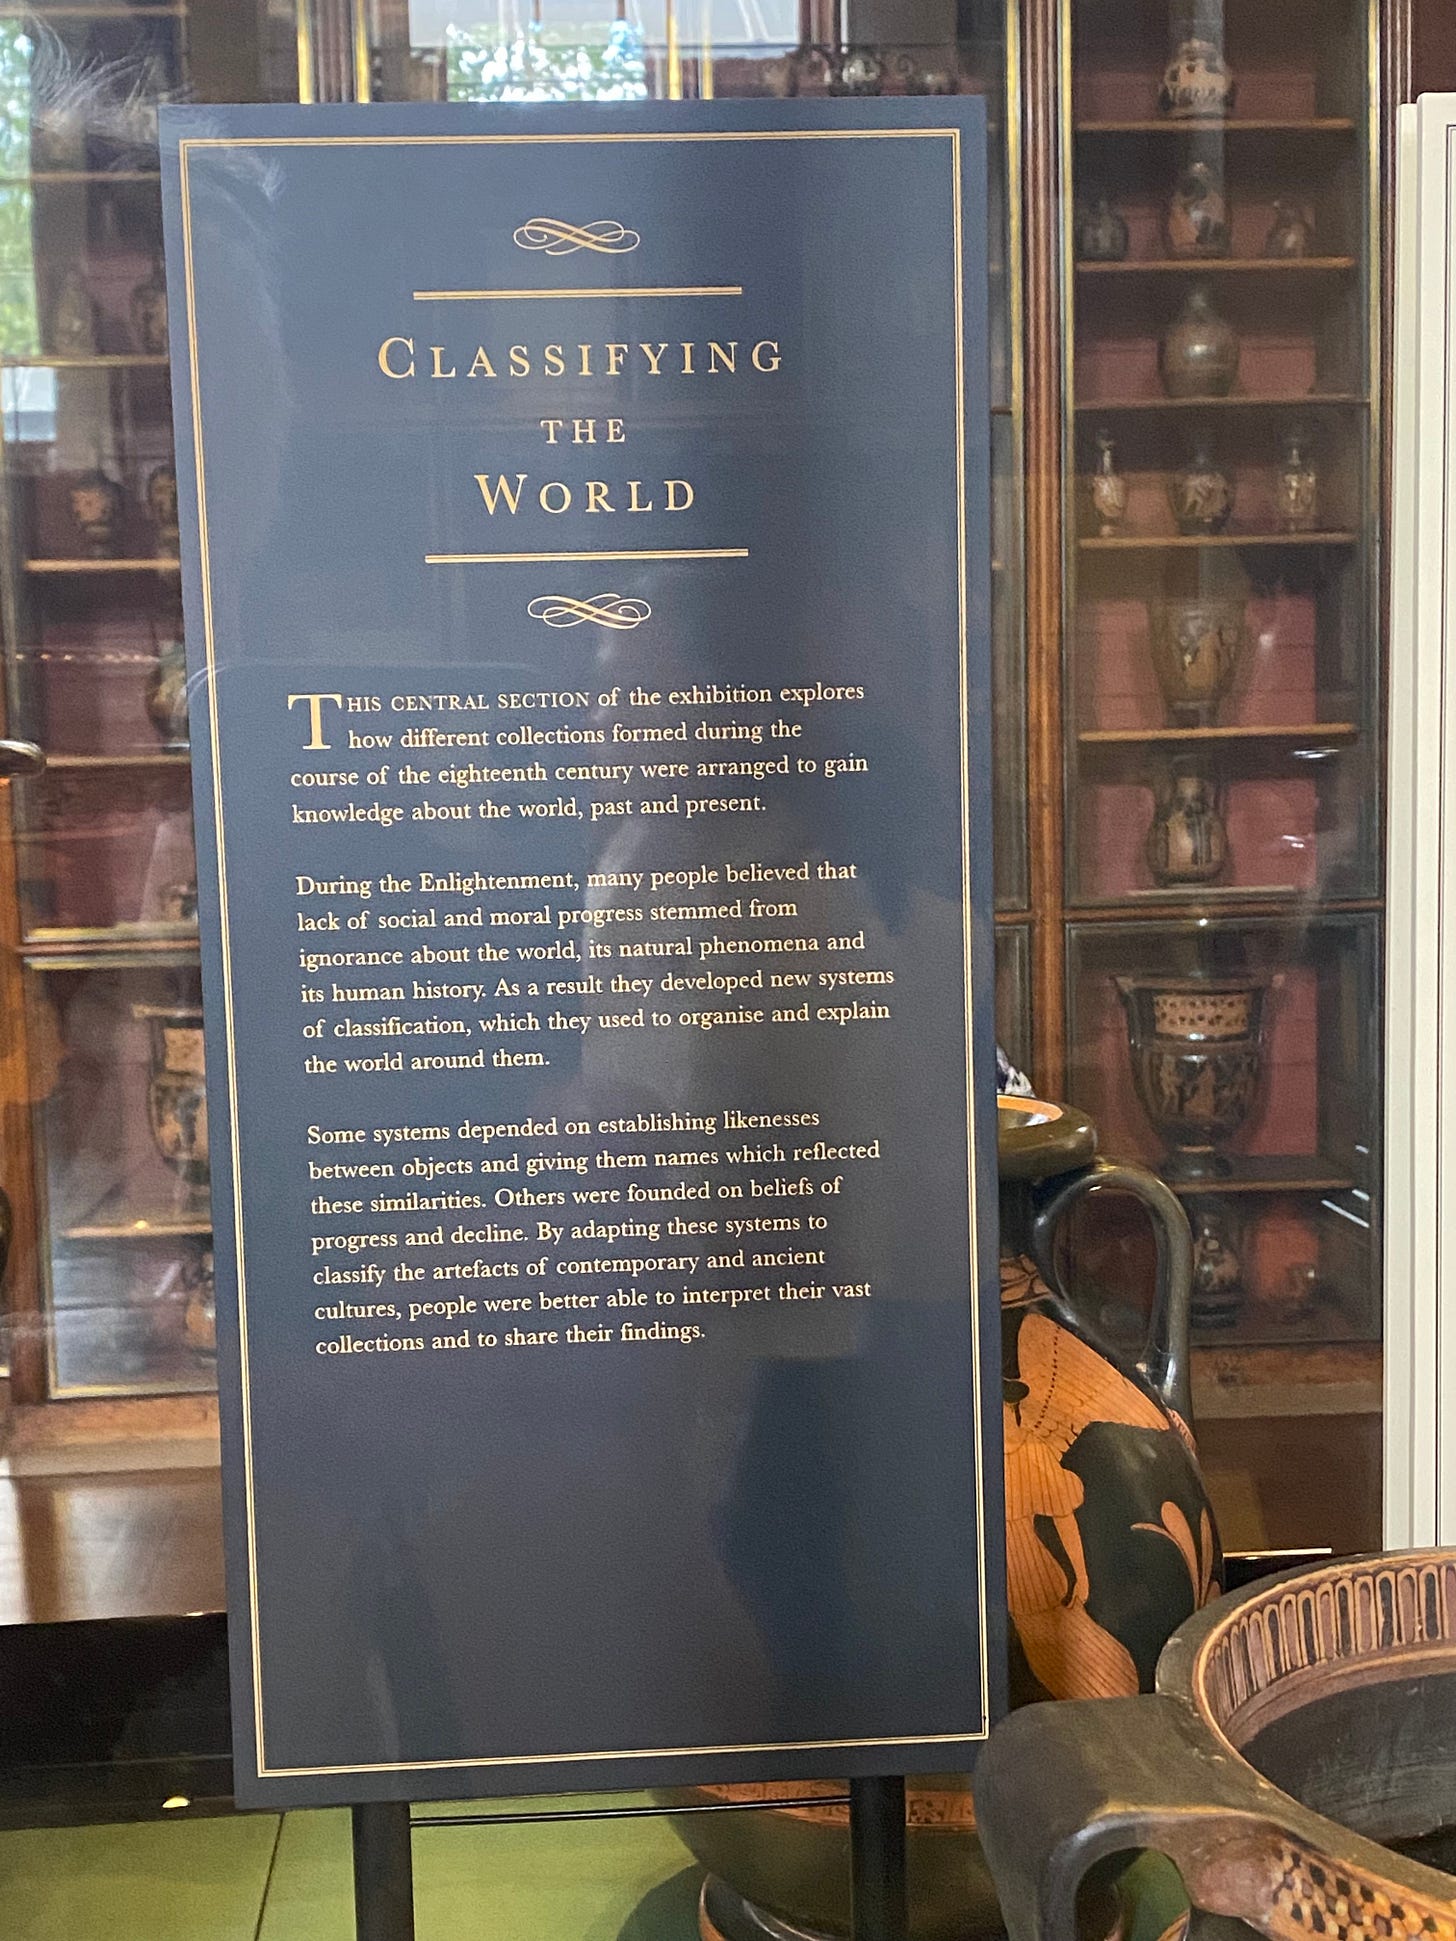 CLASSIFYING
THE
WORLD
THIS CENTRAL SECTION of the exhibition explores
how different collections formed during the
course of the eighteenth century were arranged to gain
knowledge about the world, past and present.
During the Enlightenment, many people believed that
lack of social and moral progress stemmed from
ignorance about the world, its natural phenomena and
its human history. As a result they developed new systems
of classification, which they used to organise and explain
the world around them.
Some systems depended on establishing likenesses
between objects and giving them names which reflected
these similarities. Others were founded on beliefs of
progress and decline. By adapting these systems to
classify the artefacts of contemporary and ancient
cultures, people were better able to interpret their vast
collections and to share their findings.